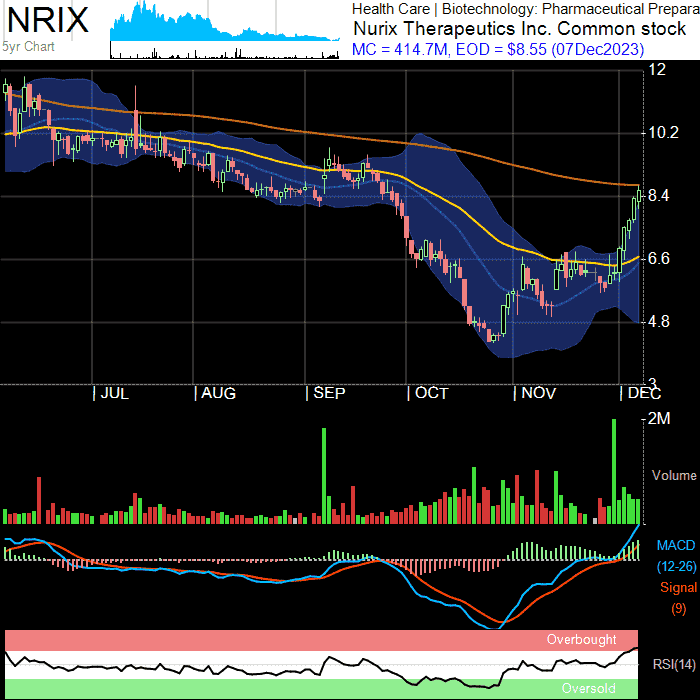 NRIX
5yr Chart
Health Care | Biotechnology: Pharmaceutical Prepara
Nurix Therapeutics Inc. Common stock
MC = 414.7M, EOD = $8.55 (07Dec2023)
12
10.2
8.4
6.6
4.8
3
JUL
AUG
SEP
OCT
NOV
DEC
2M
Volume
MACD
(12-26)
Signal
(9)
Overbought
RSI(14)
Oversold